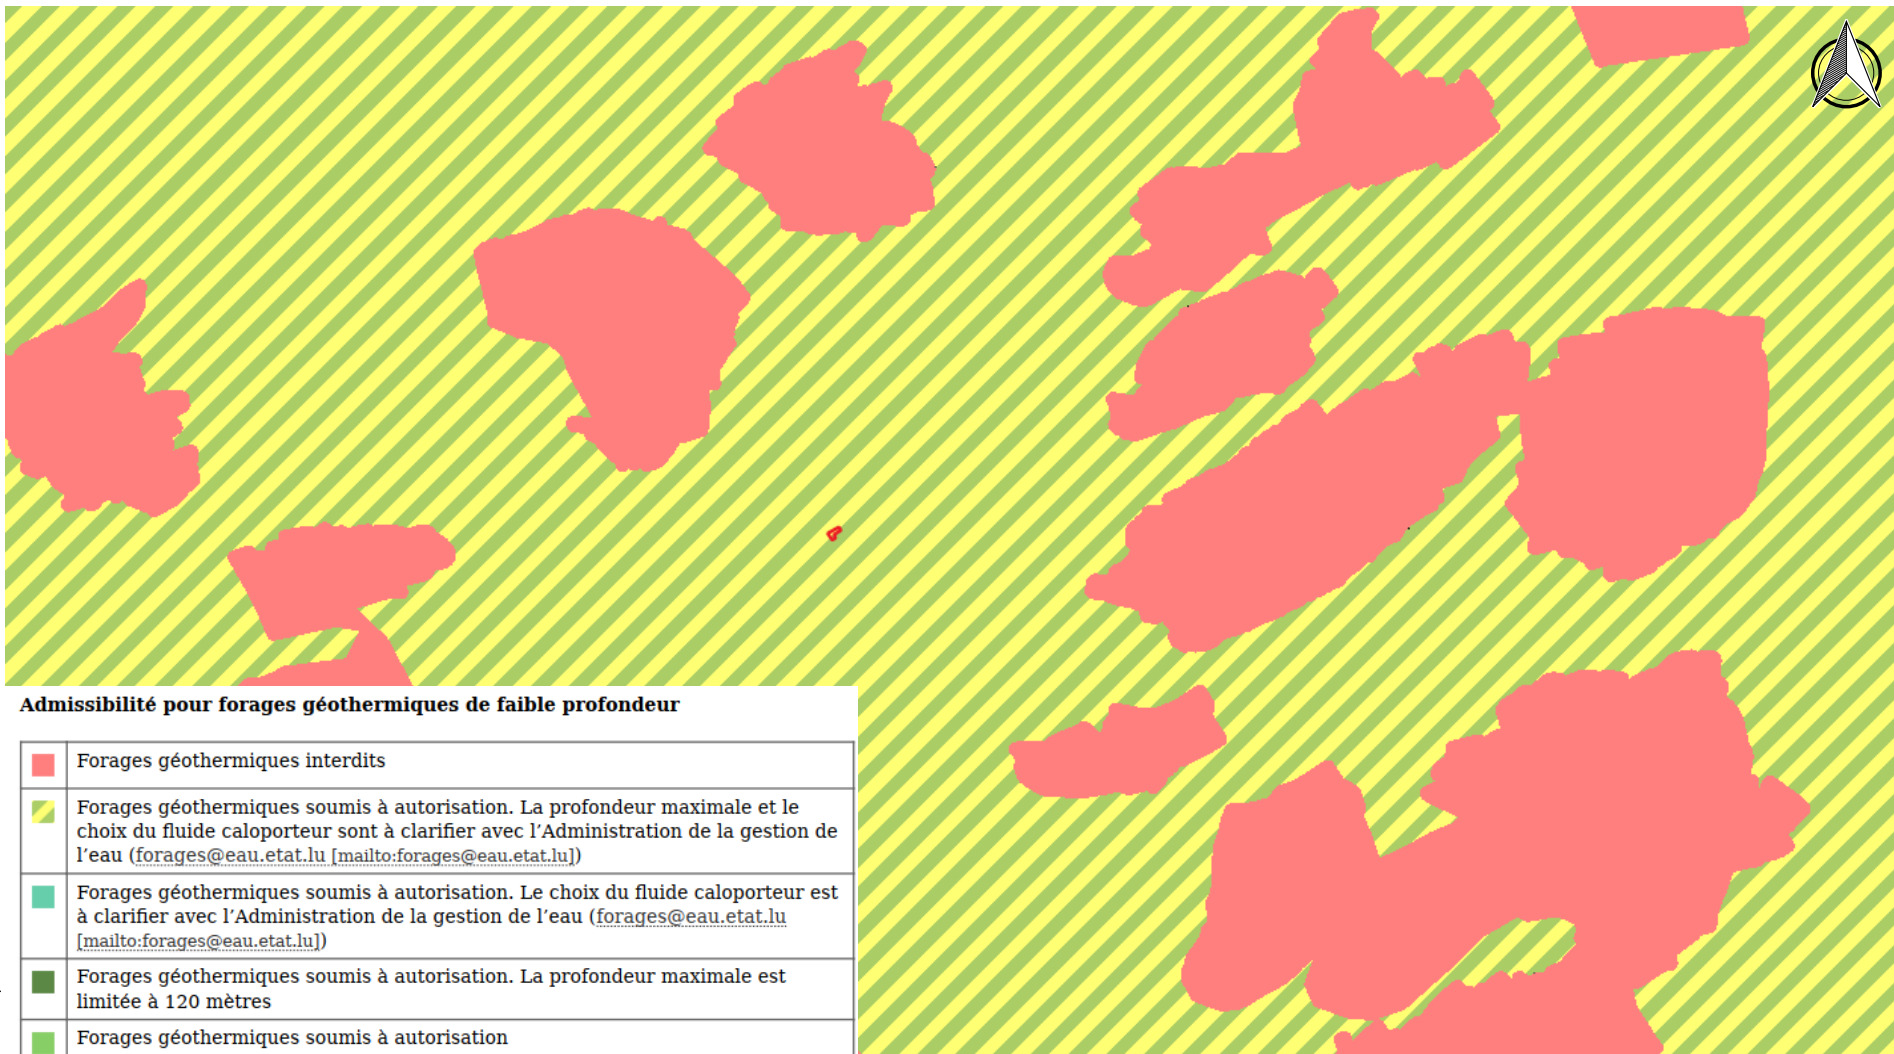 Admissibilité pour forages géothermiques de faible profondeur
Forages géothermiques interdits
Forages géothermiques soumis à autorisation. La profondeur maximale et le
choix du fluide caloporteur sont à clarifier avec l’Administration de la gestion de
l’eau (forages@eau.etat.lu [mailto:forages@eau.etat.lu])
Forages géothermiques soumis à autorisation. Le choix du fluide caloporteur est
à clarifier avec l’Administration de la gestion de l’eau (forages@eau.etat.lu
[mailto:forages@eau.etat.lu])
Forages géothermiques soumis à autorisation. La profondeur maximale est
limitée à 120 mètres
Forages géothermiques soumis à autorisation